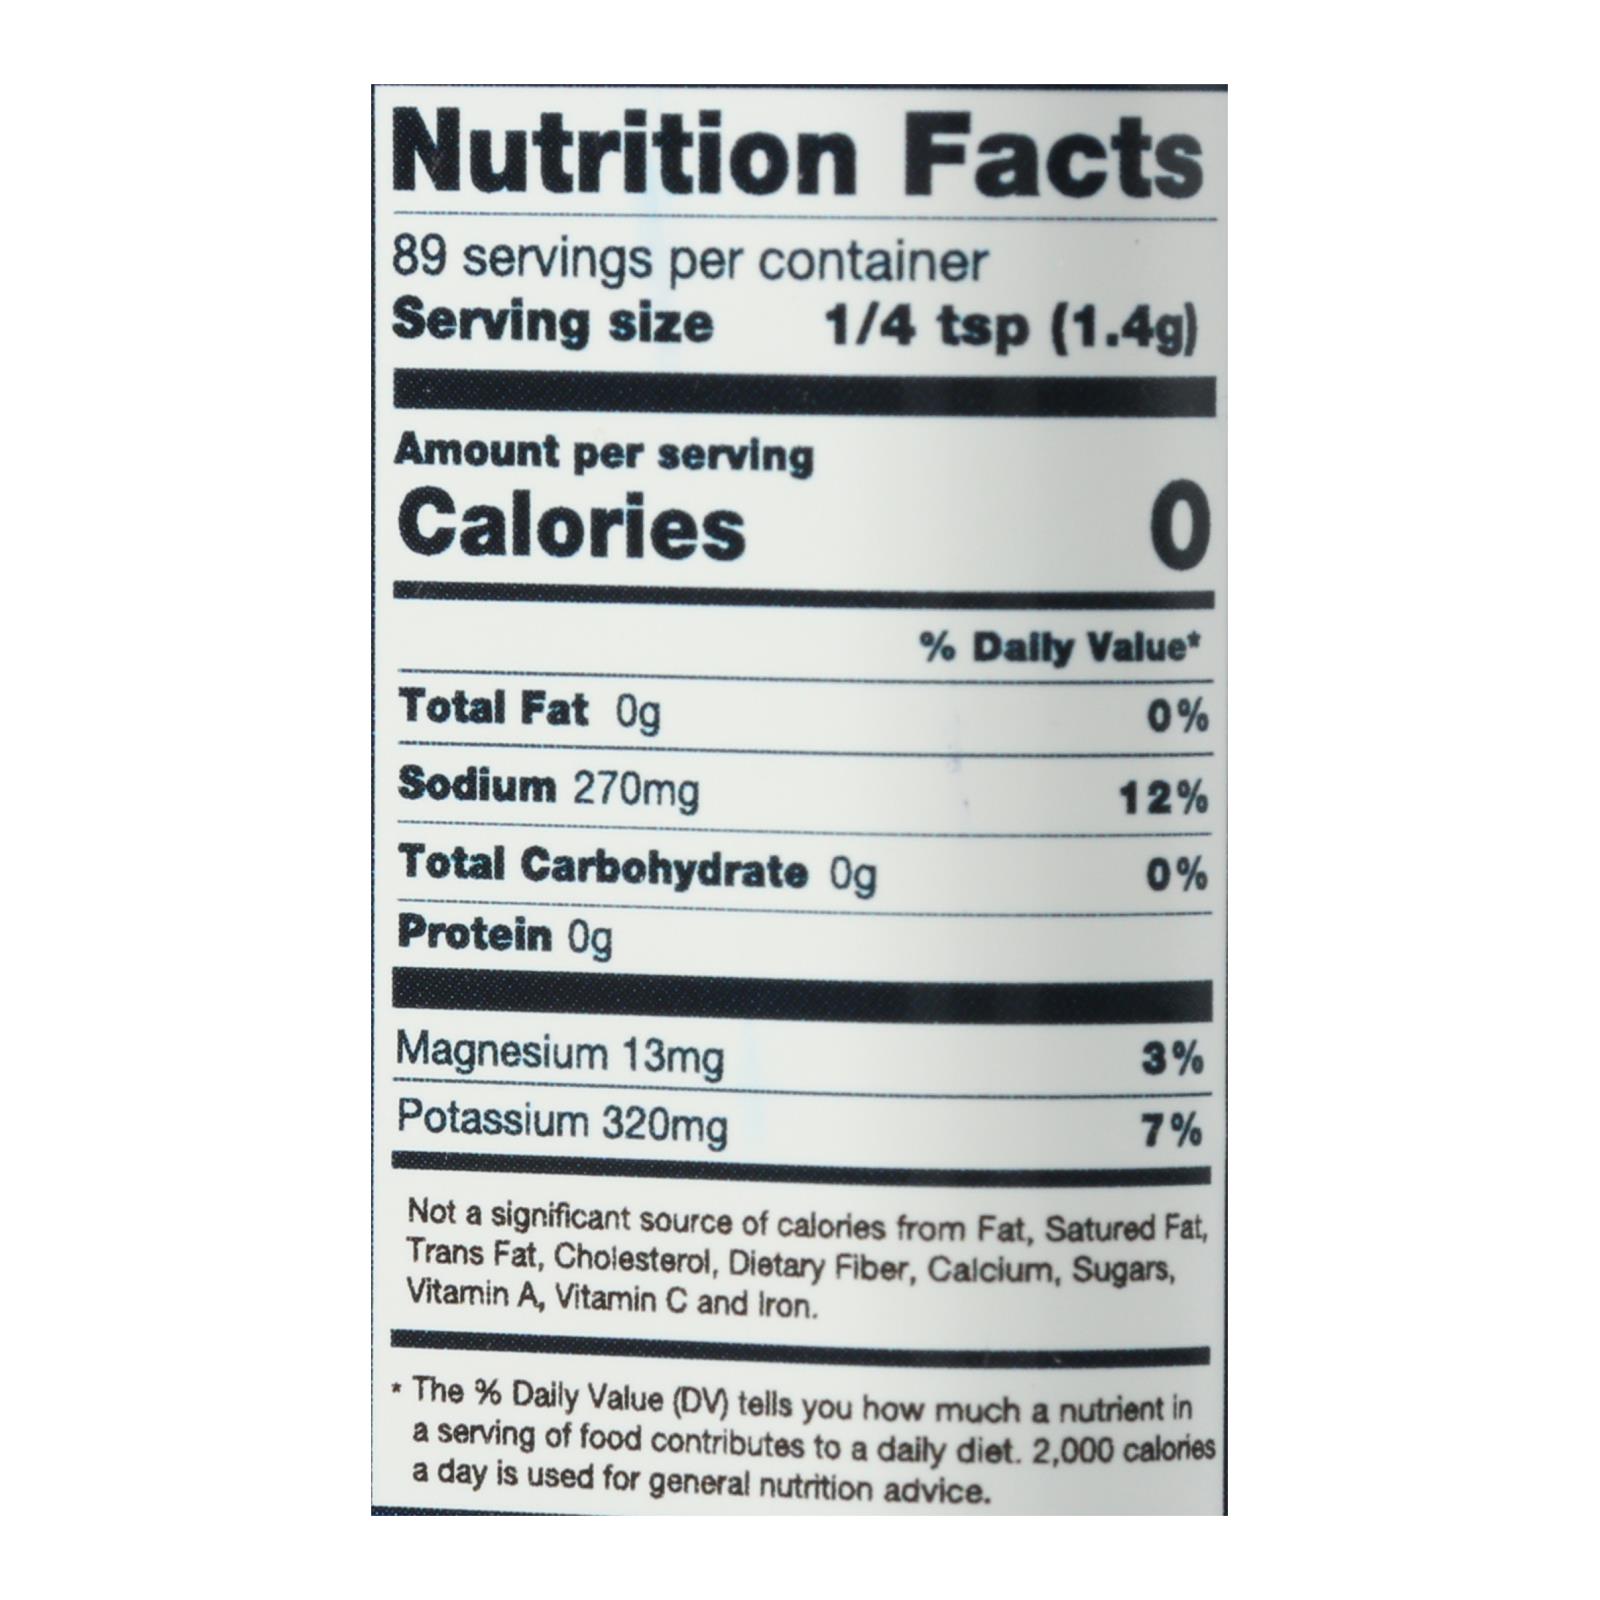 Nutrition Facts
89 servings per container
Serving size 1/4 tsp (1.4g)
Amount per serving
Calories 0
% Daily Value*
Total Fat 0g 0%
Sodium 270mg 12%
Total Carbohydrate 0g 0%
Protein 0g
Magnesium 13mg 3%
Potassium 320mg 7%
Not a significant source of calories from Fat, Satured Fat,
Trans Fat, Cholesterol, Dietary Fiber, Calcium, Sugars,
Vitamin A, Vitamin C and Iron.
* The % Daily Value (DV) tells you how much a nutrient in
a serving of food contributes to a daily diet. 2,000 calories
a day is used for general nutrition advice.